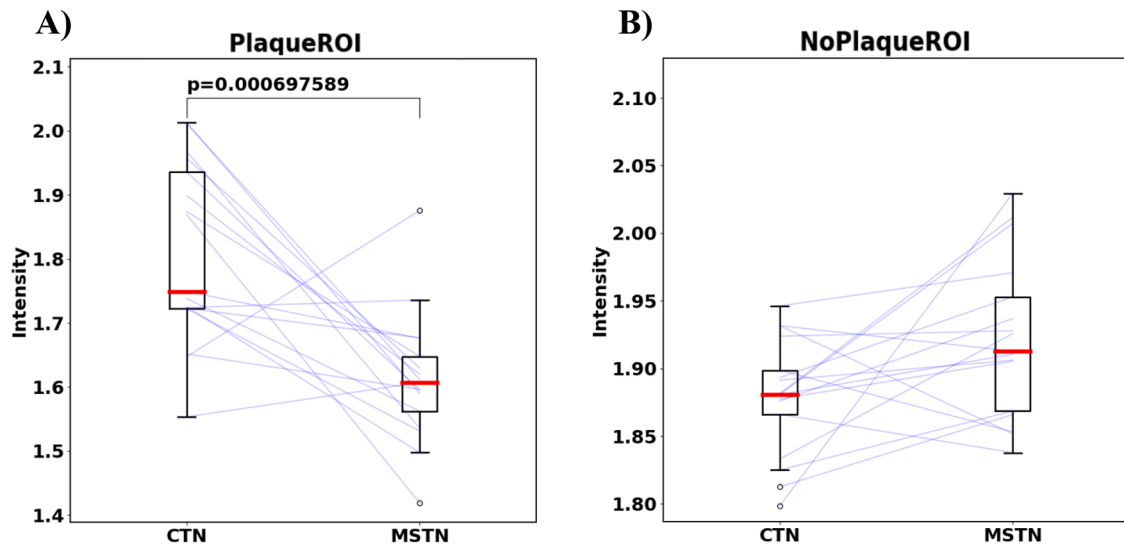 A)
PlaqueROI
p=0.000697589
2.1
2.0
1.9
1.8
1.7
1.6
1.5
1.4
Intensity
CTN MSTN
B)
NoPlaqueROI
2.10
2.05
2.00
1.95
1.90
1.85
1.80
Intensity
CTN MSTN